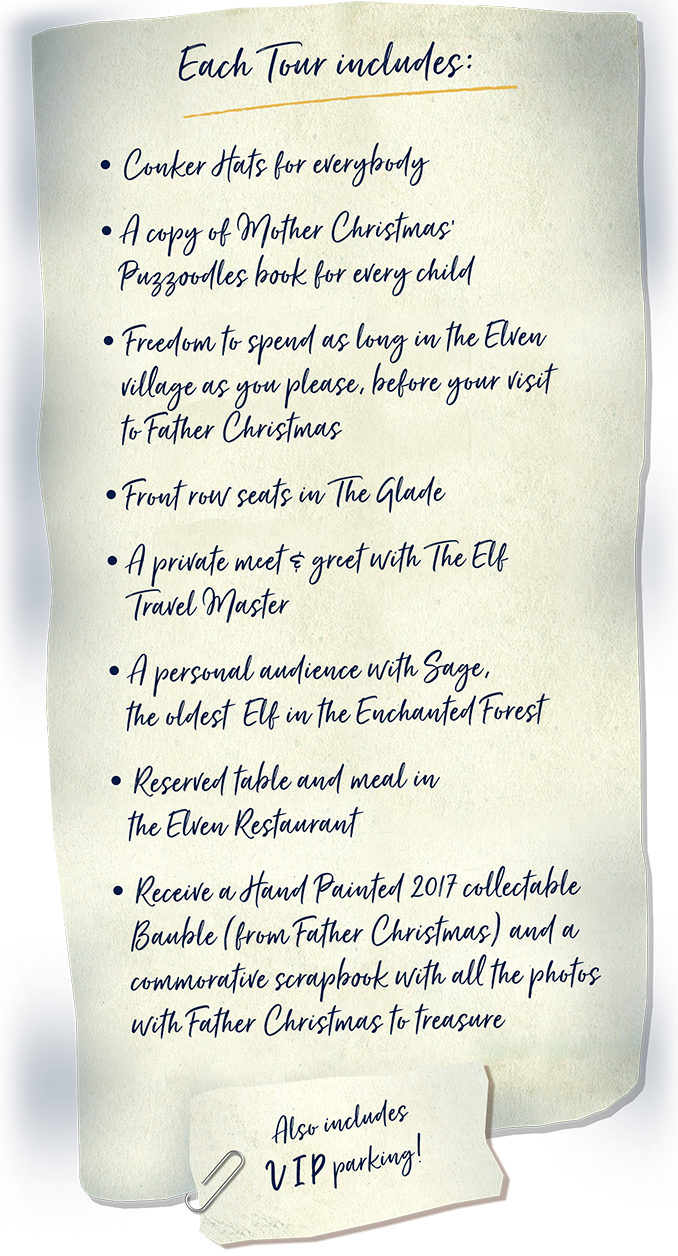 Each Tour includes:
• Conker Hats for everybody
• A copy of Mother Christmas'
Puzzoodles book for every child
• Freedom to spend as long in the Elven
village as you please, before your visit
to Father Christmas
• Front row seats in The Glade
• A private meet & greet with The Elf
Travel Master
• A personal audience with Sage,
the oldest Elf in the Enchanted Forest
• Reserved table and meal in
the Elven Restaurant
• Receive a Hand Painted 2017 collectable
Bauble (from Father Christmas) and a
commorative scrapbook with all the photos
with Father Christmas to treasure
Also includes
VIP parking!